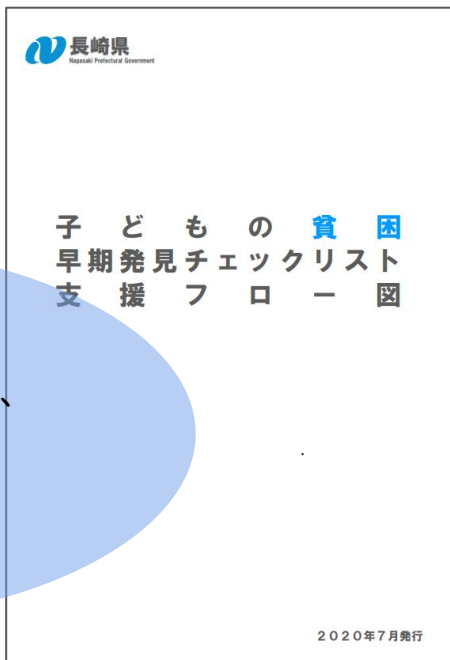 長崎県
Nagasaki Prefectural Government
子どもの貧困
早期発見チェックリスト
支援フロー図
、
2020年7月発行